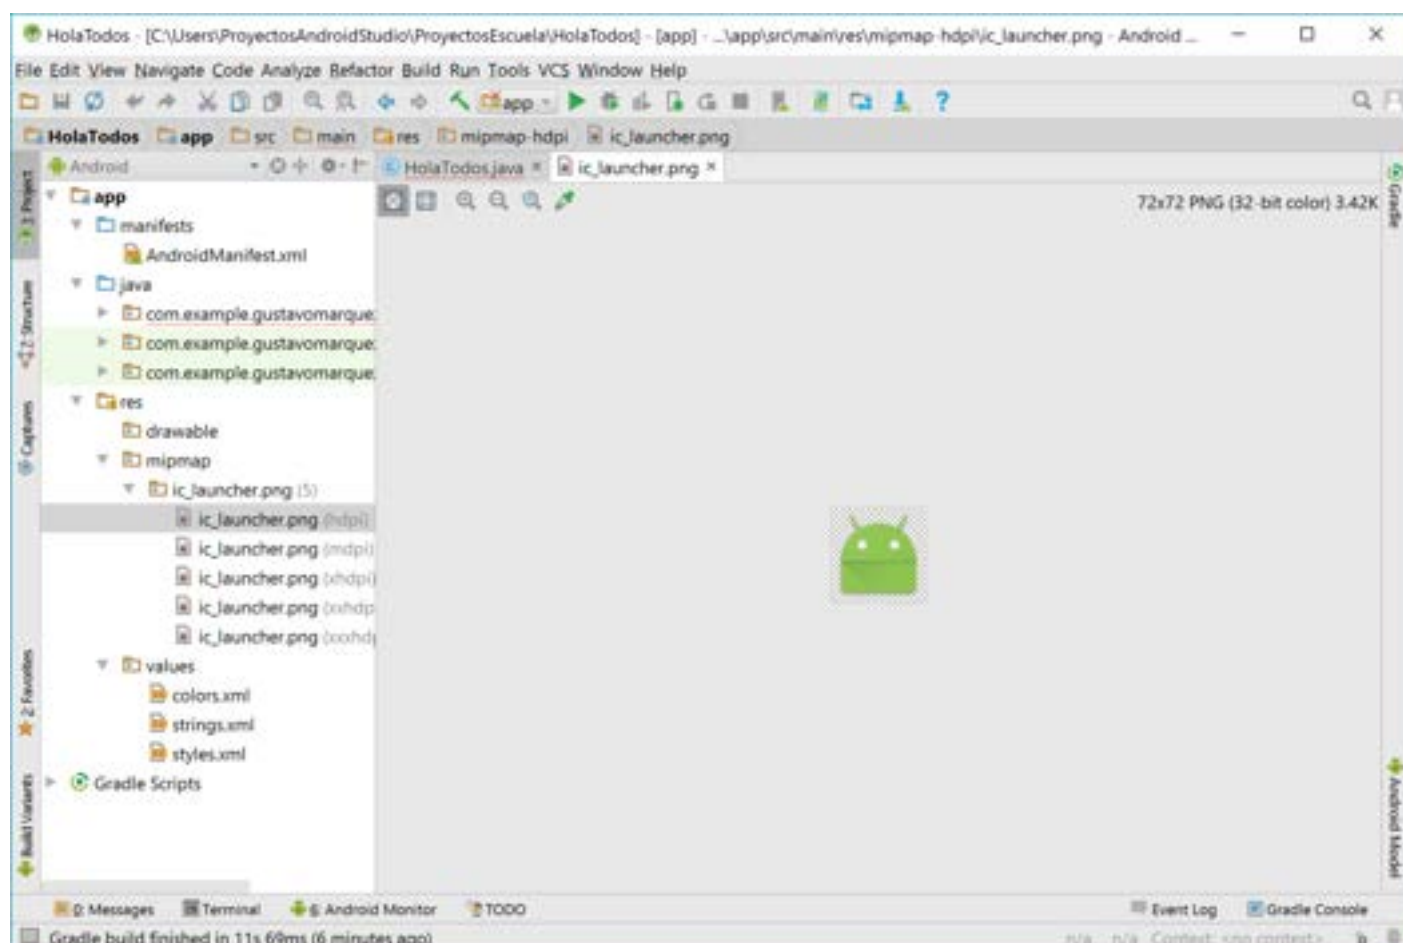 HolaTodos - [C:\Users\ProyectosAndroidStudio\ProyectosEscuela\HolaTodos] - [app] - ...\app\src\main\res\mipmap-hdpi\ic_launcher.png - Android ...
File Edit View Navigate Code Analyze Refactor Build Run Tools VCS Window Help
app
HolaTodos app src main res mipmap-hdpi ic_launcher.png
Android HolaTodos.java ic_launcher.png
1: Project
Gradle
72x72 PNG (32-bit color) 3.42K
app
manifests
AndroidManifest.xml
java
com.example.gustavomarque
com.example.gustavomarque
com.example.gustavomarque
res
drawable
mipmap
ic_launcher.png (5)
ic_launcher.png (hdpi)
ic_launcher.png (mdpi)
ic_launcher.png (xhdpi)
ic_launcher.png (xxhdp
ic_launcher.png (xxxhd
values
colors.xml
strings.xml
styles.xml
Gradle Scripts
Z: Structure
Captures
2: Favorites
Build Variants
Android Model
0: Messages Terminal 6: Android Monitor TODO Event Log Gradle Console
Gradle build finished in 11s 69ms (6 minutes ago) n/a n/a Context: <no context>